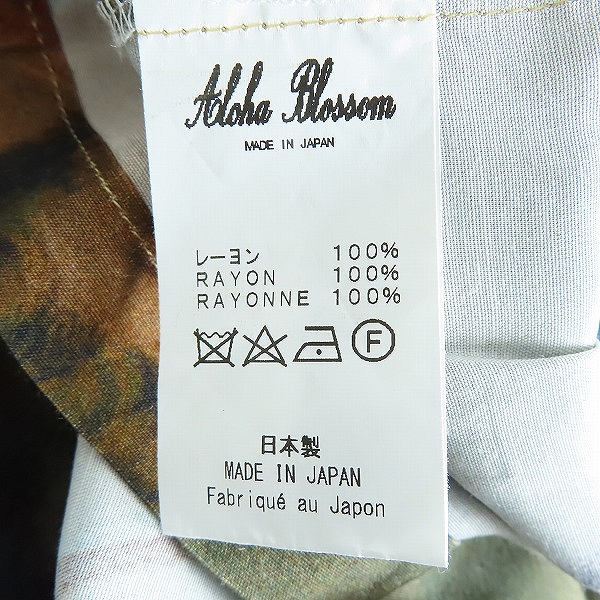 Aloha Blossom
MADE IN JAPAN
レーヨン 100%
RAYON 100%
RAYONNE 100%
F
日本製
MADE IN JAPAN
Fabriqué au Japon